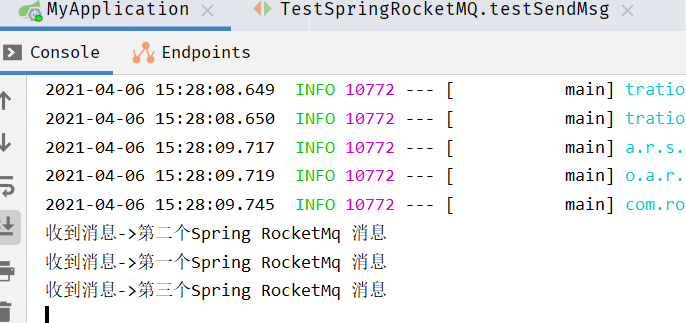 MyApplication TestSpringRocketMQ.testSendMsg
Console Endpoints
2021-04-06 15:28:08.649 INFO 10772 --- [ main] tratio
2021-04-06 15:28:08.650 INFO 10772 --- [ main] tratio
2021-04-06 15:28:09.717 INFO 10772 --- [ main] a.r.s.
2021-04-06 15:28:09.719 INFO 10772 --- [ main] o.a.r.
2021-04-06 15:28:09.745 INFO 10772 --- [ main] com.ro
收到消息->第二个Spring RocketMq 消息
收到消息->第一个Spring RocketMq 消息
收到消息->第三个Spring RocketMq 消息